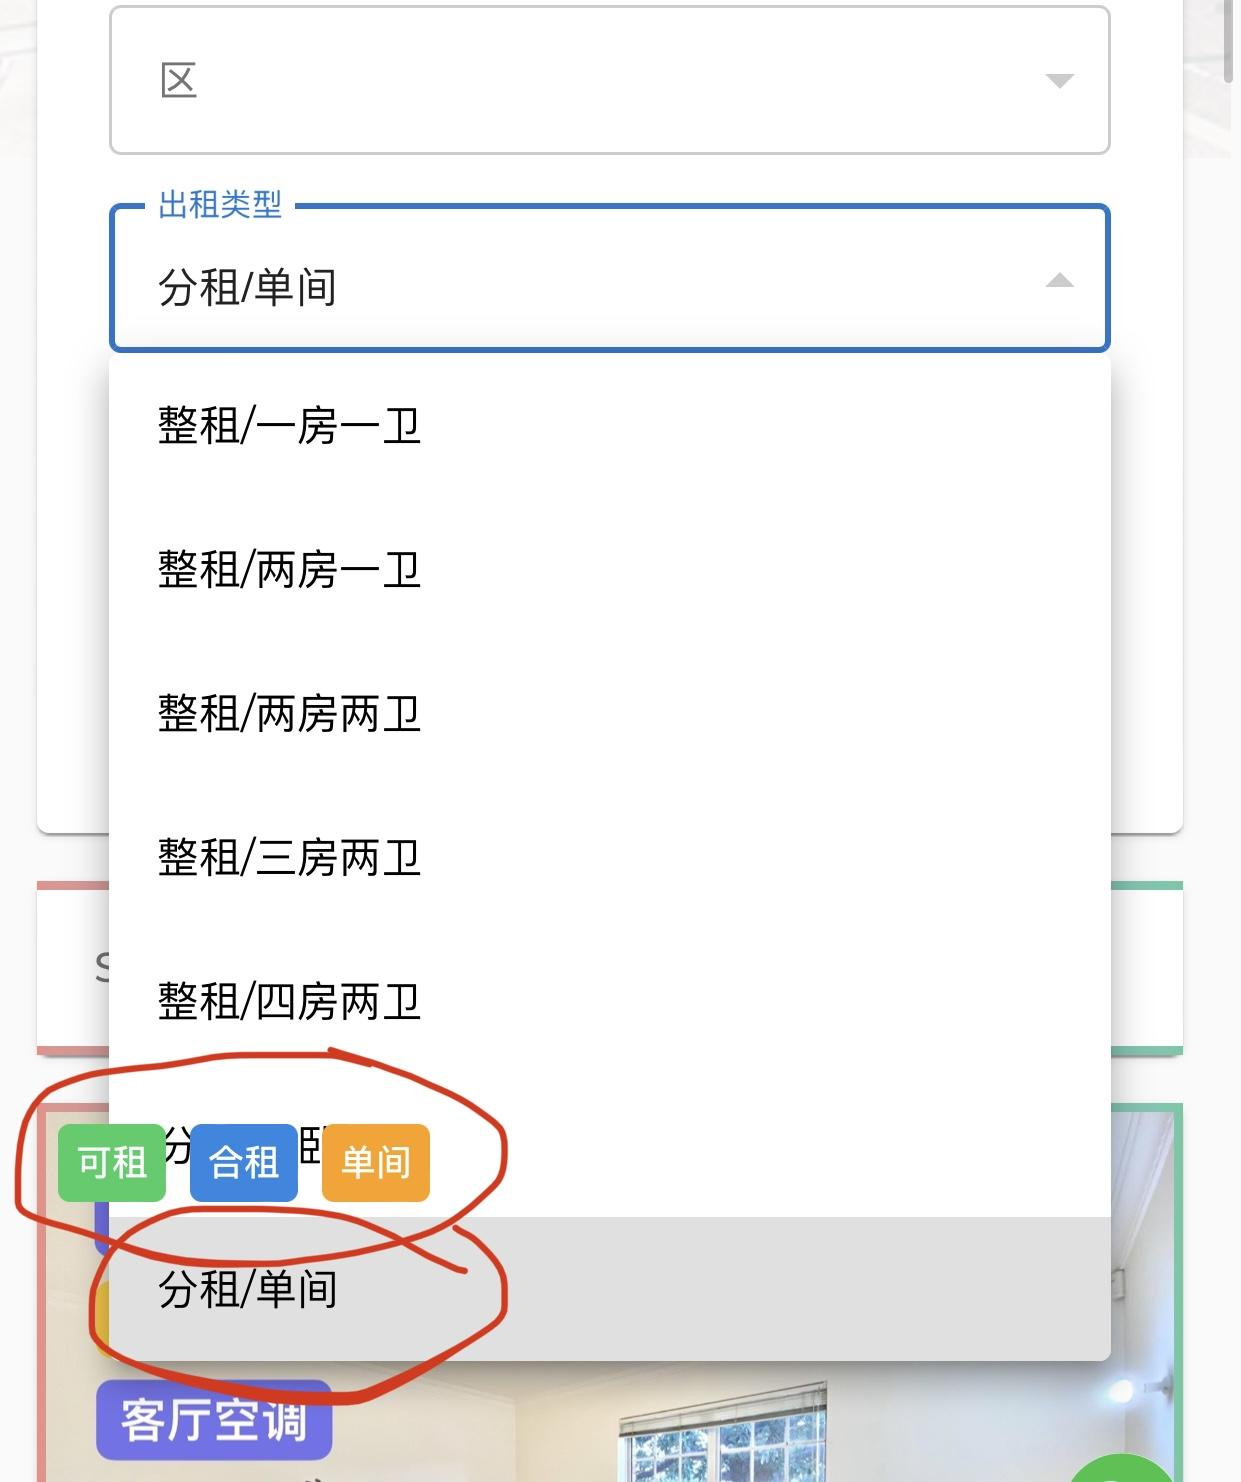 区
出租类型
分租/单间
整租/一房一卫
整租/两房一卫
整租/两房两卫
整租/三房两卫
整租/四房两卫
可租 合租 单间
分租/单间
客厅空调